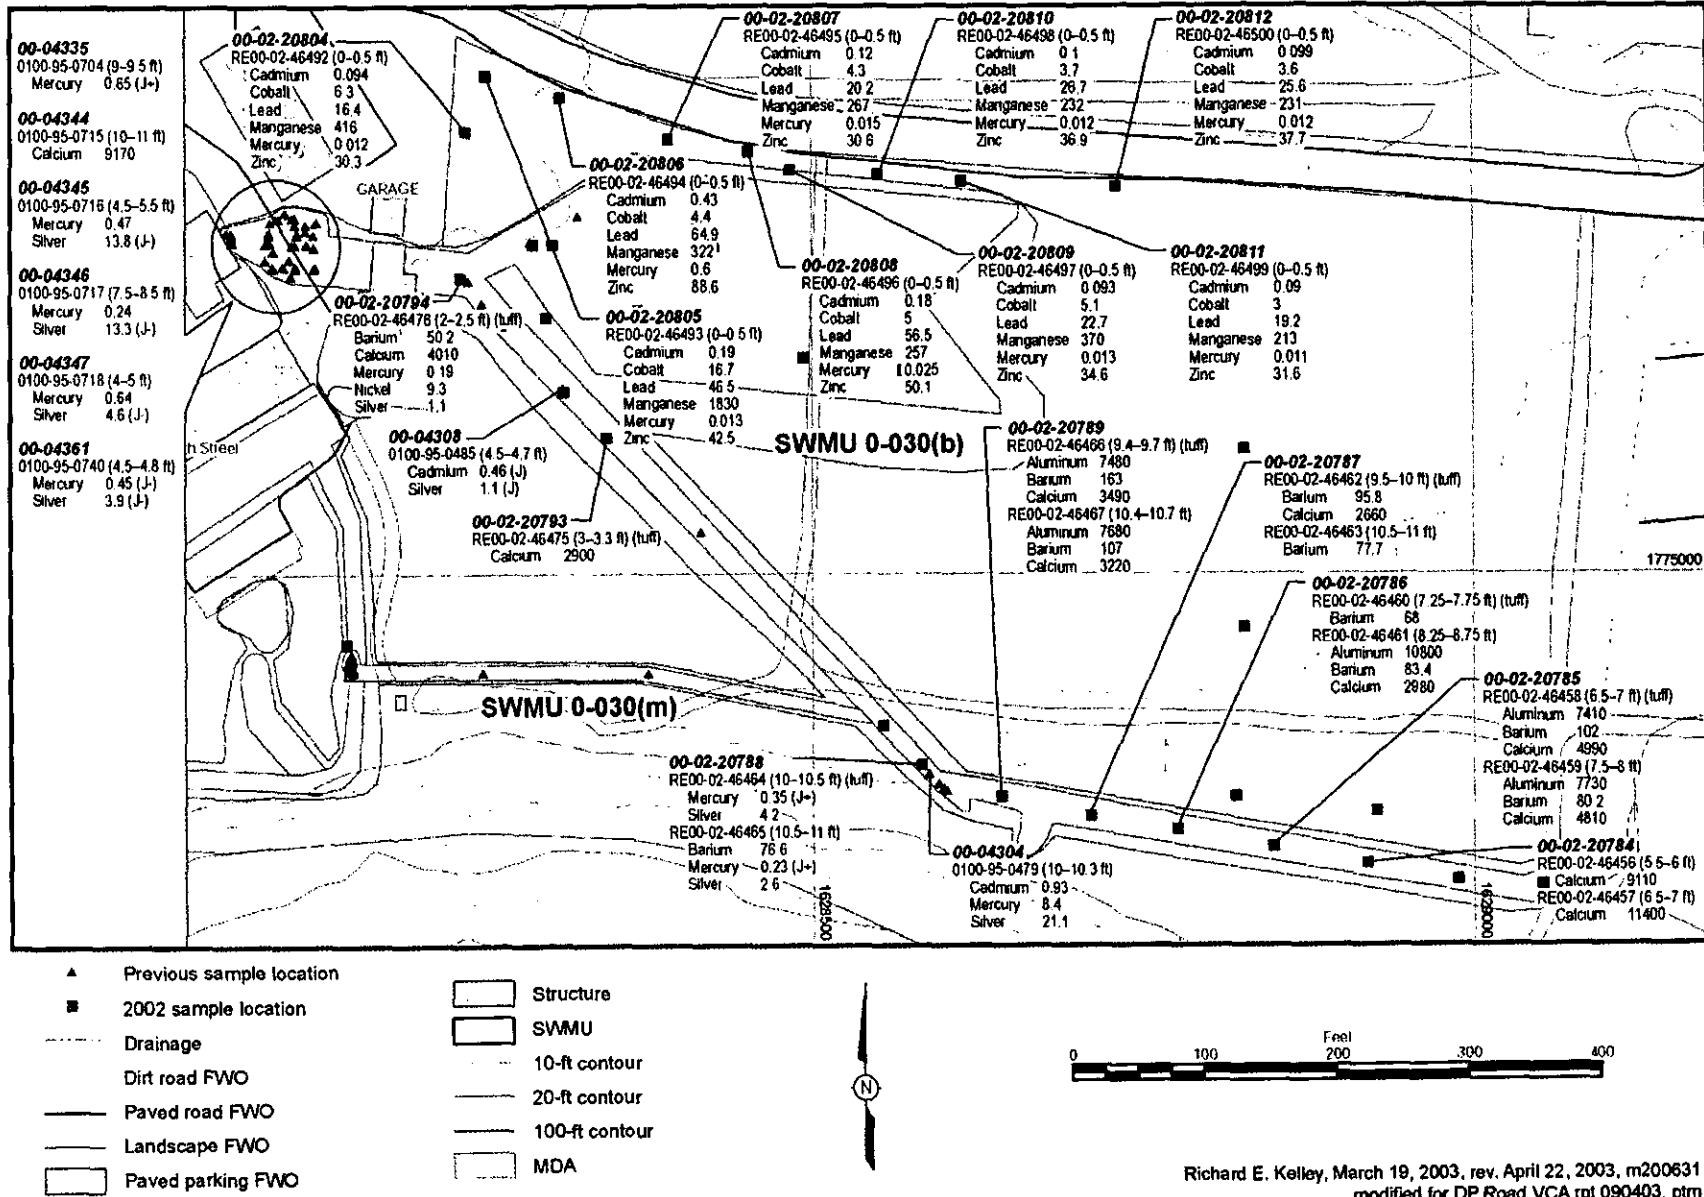 00-04335
0100-95-0704 (9–9.5 ft)
Mercury 0.65 (J+)
00-04344
0100-95-0715 (10–11 ft)
Calcium 9170
00-04345
0100-95-0716 (4.5–5.5 ft)
Mercury 0.47
Silver 13.8 (J-)
00-04346
0100-95-0717 (7.5–8.5 ft)
Mercury 0.24
Silver 13.3 (J-)
00-04347
0100-95-0718 (4–5 ft)
Mercury 0.64
Silver 4.6 (J-)
00-04361
0100-95-0740 (4.5–4.8 ft)
Mercury 0.45 (J-)
Silver 3.9 (J-)
00-02-20804
RE00-02-46492 (0–0.5 ft)
Cadmium 0.094
Cobalt 6.3
Lead 16.4
Manganese 416
Mercury 0.012
Zinc 30.3
GARAGE
00-02-20807
RE00-02-46495 (0–0.5 ft)
Cadmium 0.12
Cobalt 4.3
Lead 20.2
Manganese 267
Mercury 0.015
Zinc 30.6
00-02-20810
RE00-02-46498 (0–0.5 ft)
Cadmium 0.1
Cobalt 3.7
Lead 26.7
Manganese 232
Mercury 0.012
Zinc 36.9
00-02-20812
RE00-02-46500 (0–0.5 ft)
Cadmium 0.099
Cobalt 3.6
Lead 25.6
Manganese 231
Mercury 0.012
Zinc 37.7
00-02-20806
RE00-02-46494 (0–0.5 ft)
Cadmium 0.43
Cobalt 4.4
Lead 64.9
Manganese 322
Mercury 0.6
Zinc 88.6
00-02-20808
RE00-02-46496 (0–0.5 ft)
Cadmium 0.18
Cobalt 5
Lead 56.5
Manganese 257
Mercury 0.025
Zinc 50.1
00-02-20809
RE00-02-46497 (0–0.5 ft)
Cadmium 0.093
Cobalt 5.1
Lead 22.7
Manganese 370
Mercury 0.013
Zinc 34.6
00-02-20811
RE00-02-46499 (0–0.5 ft)
Cadmium 0.09
Cobalt 3
Lead 19.2
Manganese 213
Mercury 0.011
Zinc 31.6
00-02-20794
RE00-02-46476 (2–2.5 ft) (tuff)
Barium 50.2
Calcium 4010
Mercury 0.19
Nickel 9.3
Silver 1.1
00-02-20805
RE00-02-46493 (0–0.5 ft)
Cadmium 0.19
Cobalt 16.7
Lead 46.5
Manganese 1830
Mercury 0.013
Zinc 42.5
00-04308
0100-95-0485 (4.5–4.7 ft)
Cadmium 0.46 (J)
Silver 1.1 (J)
h Street
SWMU 0-030(b)
00-02-20793
RE00-02-46475 (3–3.3 ft) (tuff)
Calcium 2900
00-02-20789
RE00-02-46466 (9.4–9.7 ft) (tuff)
Aluminum 7480
Barium 163
Calcium 3490
RE00-02-46467 (10.4–10.7 ft)
Aluminum 7680
Barium 107
Calcium 3220
00-02-20787
RE00-02-46462 (9.5–10 ft) (tuff)
Barium 95.8
Calcium 2660
RE00-02-46463 (10.5–11 ft)
Barium 77.7
1775000
00-02-20786
RE00-02-46460 (7.25–7.75 ft) (tuff)
Barium 68
RE00-02-46461 (8.25–8.75 ft)
Aluminum 10800
Barium 83.4
Calcium 2980
00-02-20785
RE00-02-46458 (6.5–7 ft) (tuff)
Aluminum 7410
Barium 102
Calcium 4990
RE00-02-46459 (7.5–8 ft)
Aluminum 7730
Barium 80.2
Calcium 4810
SWMU 0-030(m)
00-02-20788
RE00-02-46464 (10–10.5 ft) (tuff)
Mercury 0.35 (J+)
Silver 4.2
RE00-02-46465 (10.5–11 ft)
Barium 76.6
Mercury 0.23 (J+)
Silver 2.6
00-04304
0100-95-0479 (10–10.3 ft)
Cadmium 0.93
Mercury 8.4
Silver 21.1
00-02-20784
RE00-02-46456 (5.5–6 ft)
Calcium 9110
RE00-02-46457 (6.5–7 ft)
Calcium 11400
1628500
1629000
Previous sample location
2002 sample location
Drainage
Dirt road FWO
Paved road FWO
Landscape FWO
Paved parking FWO
Structure
SWMU
10-ft contour
20-ft contour
100-ft contour
MDA
N
Feet
0 100 200 300 400
Richard E. Kelley, March 19, 2003, rev. April 22, 2003, m200631
modified for DP Road VCA rpt 090403, ptm